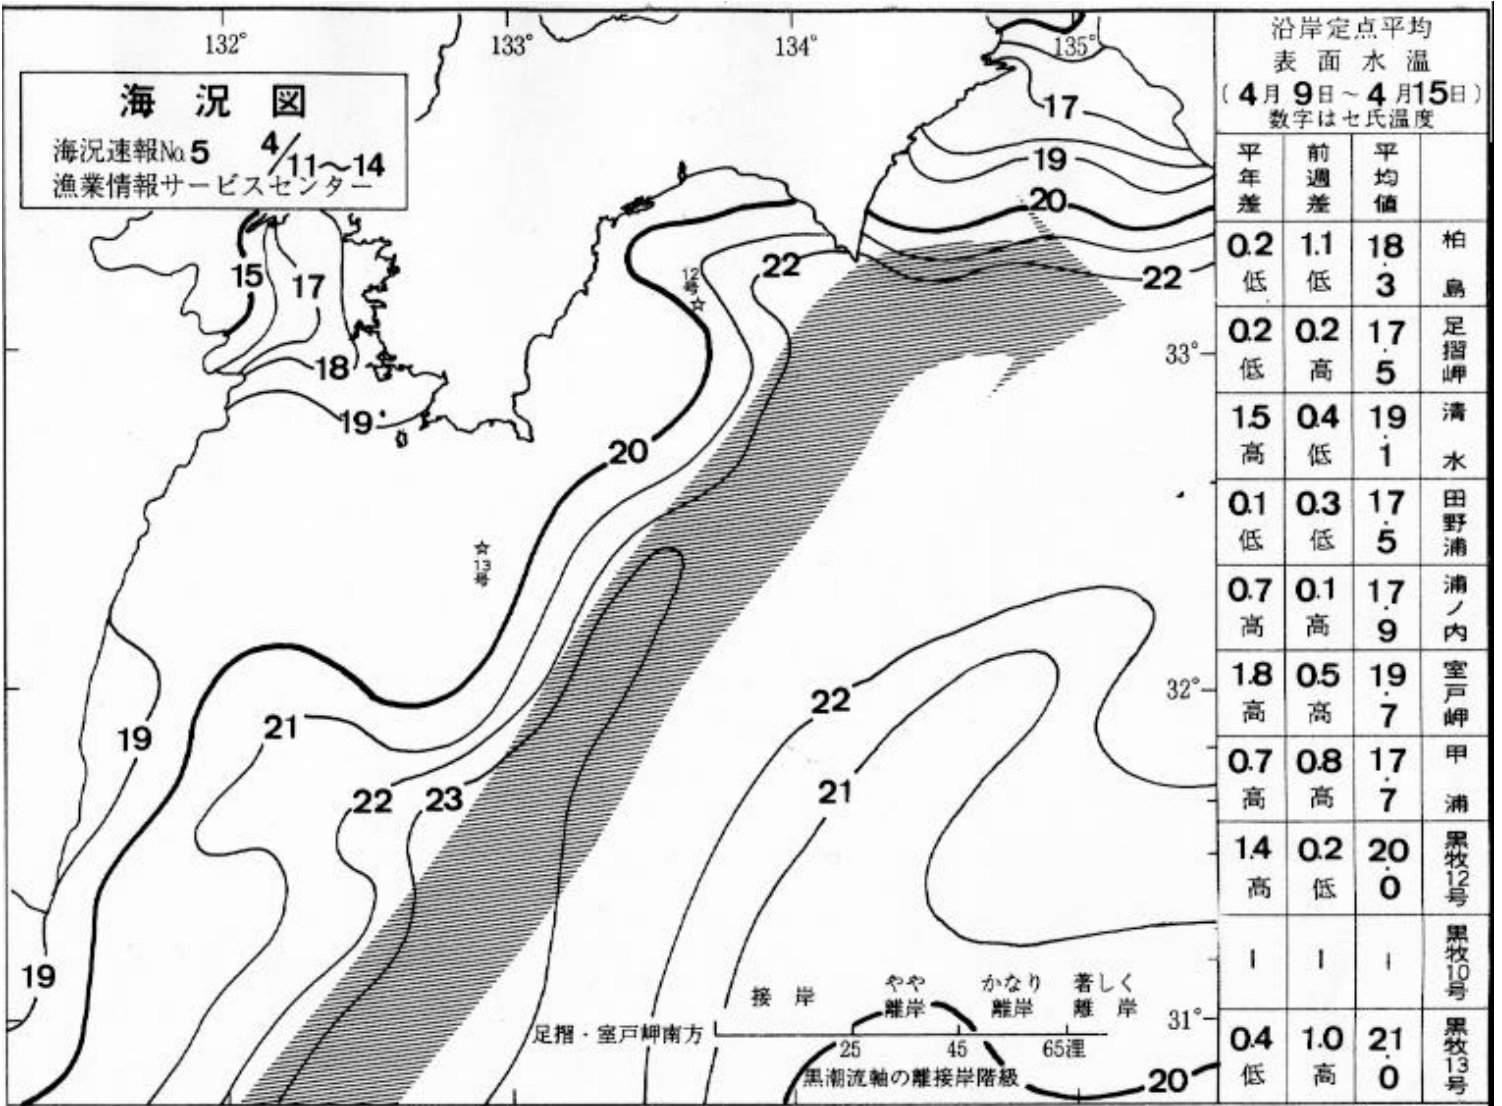 132°
133°
134°
135°
海況図
海況速報No.5 4/11~14
漁業情報サービスセンター
17
19
20
22
22
12号
15
17
18
19
33°
20
13号
32°
22
19
21
22
23
21
19
31°
20
接岸
やや離岸
かなり離岸
著しく離岸
足摺・室戸岬南方
25
45
65浬
黒潮流軸の離接岸階級
沿岸定点平均
表面水温
(4月9日~4月15日)
数字はセ氏温度
平年差 前週差 平均値
0.2低 1.1低 18.3 柏島
0.2低 0.2高 17.5 足摺岬
1.5高 0.4低 19.1 清水
0.1低 0.3低 17.5 田野浦
0.7高 0.1高 17.9 浦ノ内
1.8高 0.5高 19.7 室戸岬
0.7高 0.8高 17.7 甲浦
1.4高 0.2低 20.0 黒牧12号
ー ー ー 黒牧10号
0.4低 1.0高 21.0 黒牧13号